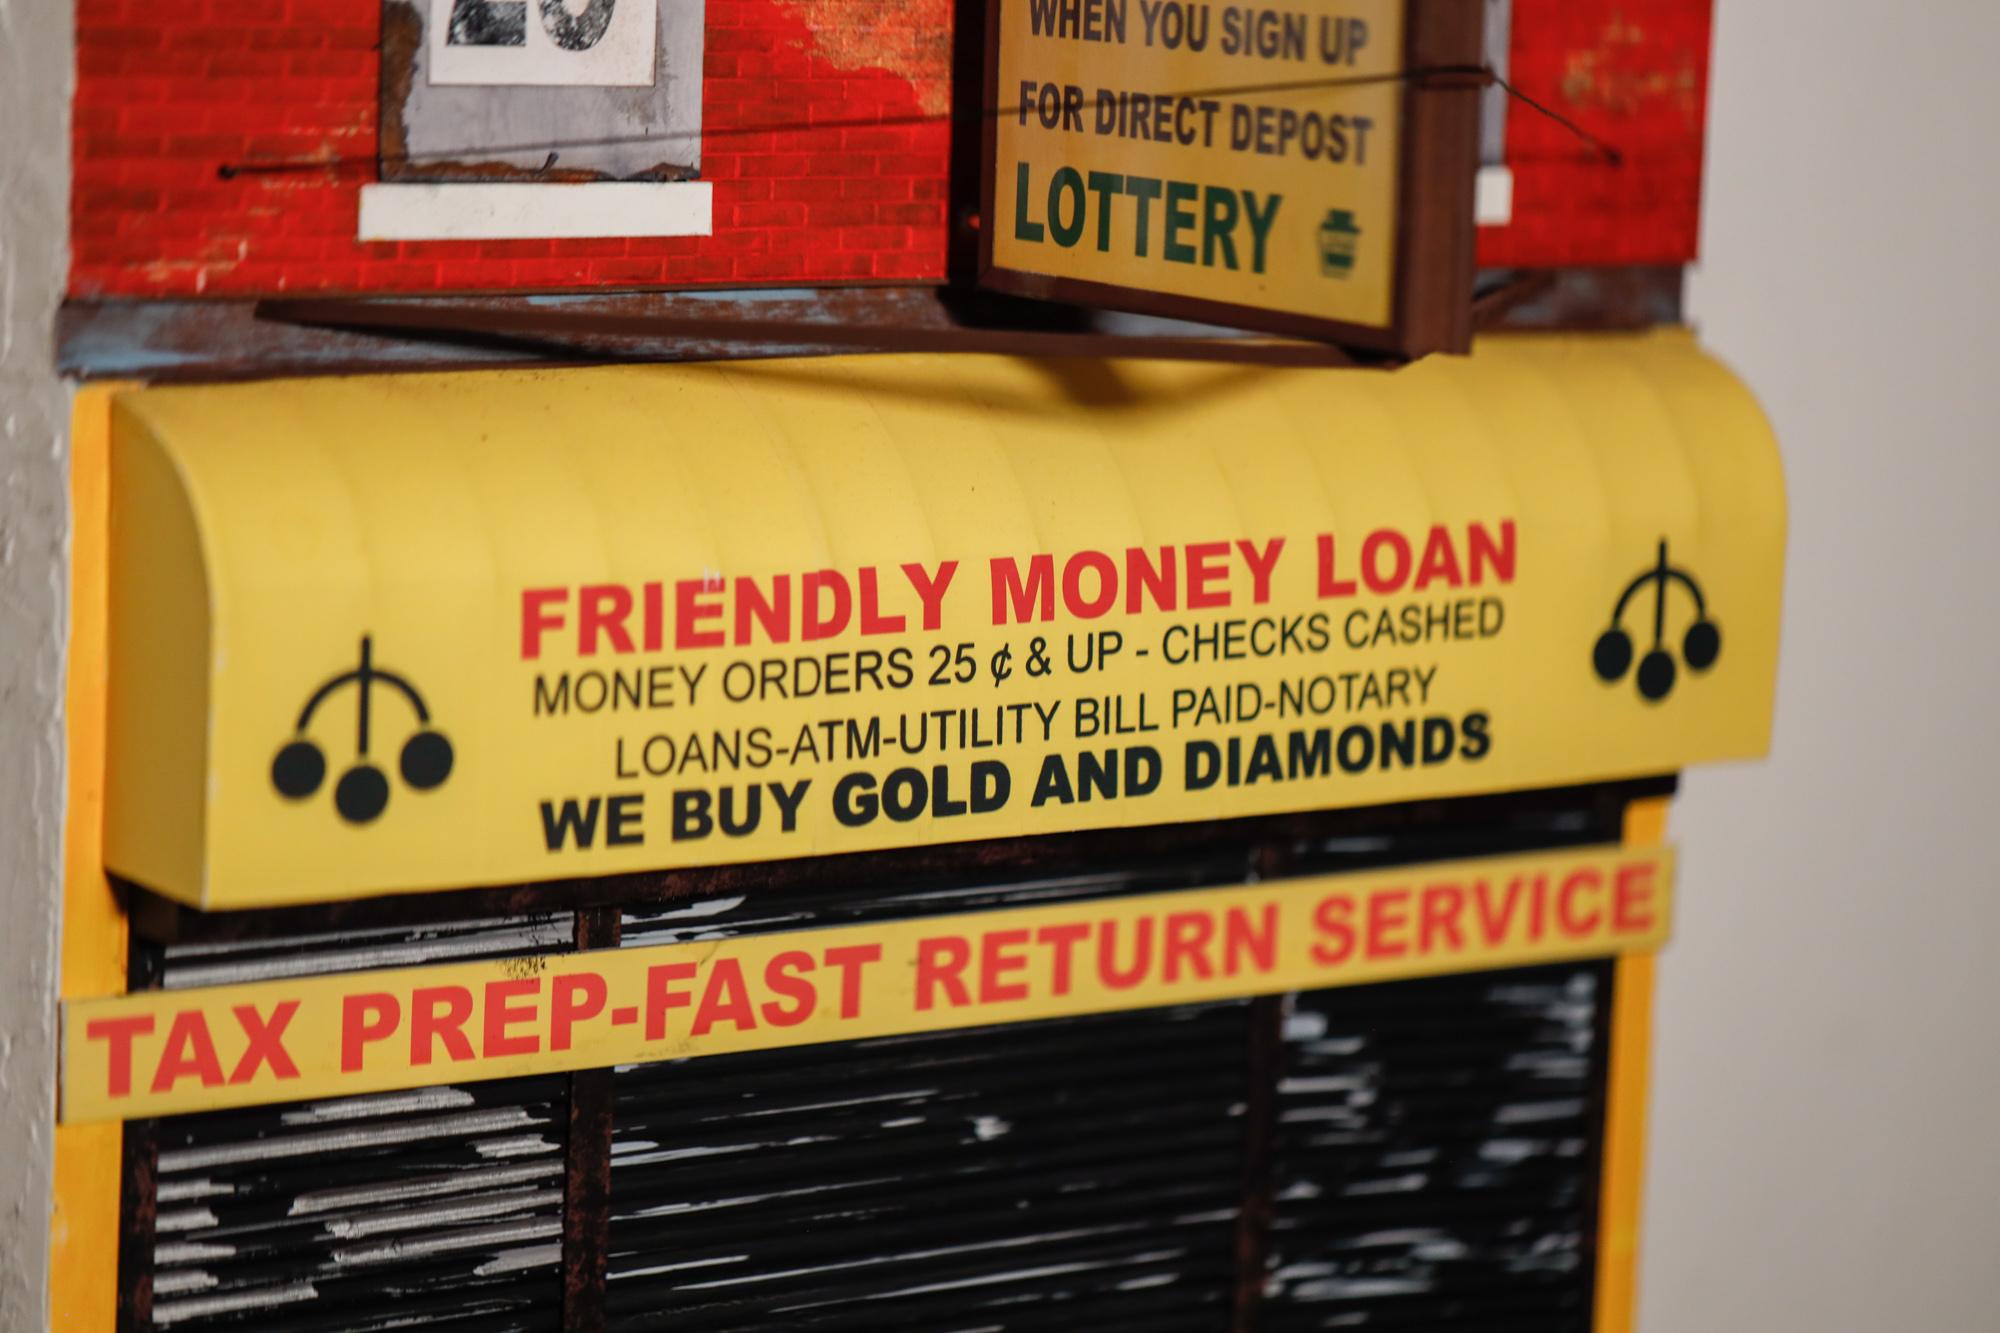 WHEN YOU SIGN UP
FOR DIRECT DEPOST
LOTTERY
FRIENDLY MONEY LOAN
MONEY ORDERS 25 ¢ & UP - CHECKS CASHED
LOANS-ATM-UTILITY BILL PAID-NOTARY
WE BUY GOLD AND DIAMONDS
TAX PREP-FAST RETURN SERVICE